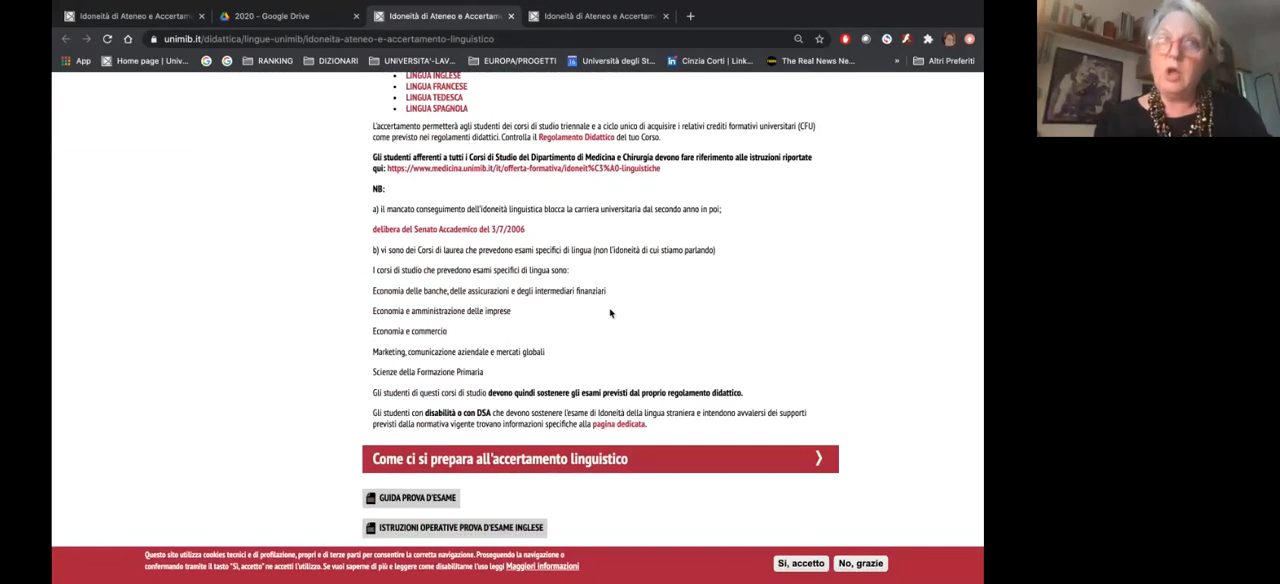 Idoneità di Ateneo e Accertam
2020 - Google Drive
Idoneità di Ateneo e Accertam
Idoneità di Ateneo e Accertam
unimib.it/didattica/lingue-unimib/idoneita-ateneo-e-accertamento-linguistico
App
Home page | Univ...
RANKING
DIZIONARI
UNIVERSITA'-LAV...
EUROPA/PROGETTI
Università degli St...
Cinzia Corti | Link...
The Real News Ne...
»
Altri Preferiti
• LINGUA INGLESE
• LINGUA FRANCESE
• LINGUA TEDESCA
• LINGUA SPAGNOLA
L'accertamento permetterà agli studenti dei corsi di studio triennale e a ciclo unico di acquisire i relativi crediti formativi universitari (CFU)
come previsto nei regolamenti didattici. Controlla il Regolamento Didattico del tuo Corso.
Gli studenti afferenti a tutti i Corsi di Studio del Dipartimento di Medicina e Chirurgia devono fare riferimento alle istruzioni riportate
qui: https://www.medicina.unimib.it/it/offerta-formativa/idoneit%C3%A0-linguistiche
NB:
a) il mancato conseguimento dell'idoneità linguistica blocca la carriera universitaria dal secondo anno in poi;
delibera del Senato Accademico del 3/7/2006
b) vi sono dei Corsi di laurea che prevedono esami specifici di lingua (non l'idoneità di cui stiamo parlando)
I corsi di studio che prevedono esami specifici di lingua sono:
Economia delle banche, delle assicurazioni e degli intermediari finanziari
Economia e amministrazione delle imprese
Economia e commercio
Marketing, comunicazione aziendale e mercati globali
Scienze della Formazione Primaria
Gli studenti di questi corsi di studio devono quindi sostenere gli esami previsti dal proprio regolamento didattico.
Gli studenti con disabilità o con DSA che devono sostenere l'esame di Idoneità della lingua straniera e intendono avvalersi dei supporti
previsti dalla normativa vigente trovano informazioni specifiche alla pagina dedicata.
Come ci si prepara all'accertamento linguistico
GUIDA PROVA D'ESAME
ISTRUZIONI OPERATIVE PROVA D'ESAME INGLESE
Questo sito utilizza cookies tecnici e di profilazione, propri e di terze parti per consentire la corretta navigazione. Proseguendo la navigazione o
confermando tramite il tasto "Sì, accetto" ne accetti l'utilizzo. Se vuoi saperne di più e leggere come disabilitarne l'uso leggi Maggiori informazioni
Sì, accetto
No, grazie